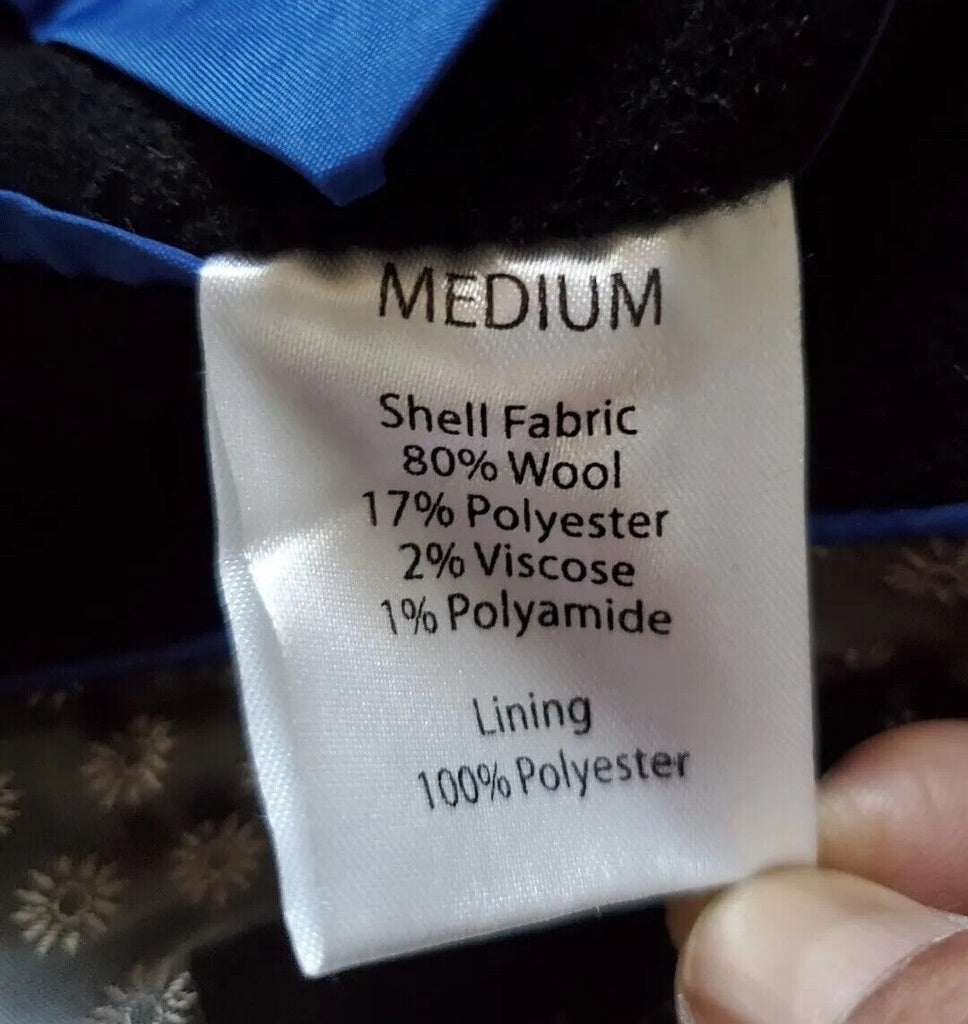 MEDIUM
Shell Fabric
80% Wool
17% Polyester
2% Viscose
1% Polyamide
Lining
100% Polyester